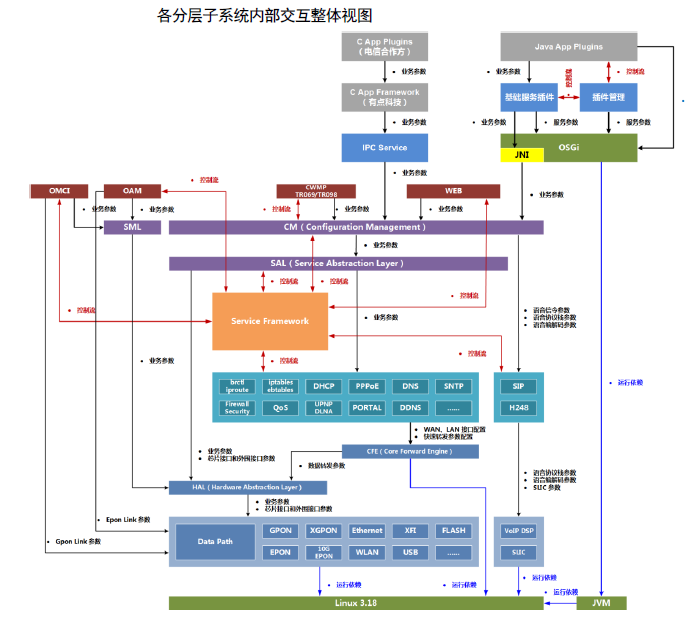 各分层子系统内部交互整体视图
C App Plugins
（电信合作方）
Java App Plugins
业务参数
业务参数
控制流
控制流
C App Framework
（有点科技）
基础服务插件
插件管理
业务参数
业务参数
服务参数
服务参数
IPC Service
JNI
OSGi
控制流
OMCI
OAM
CWMP
TR069/TR098
WEB
业务参数
业务参数
业务参数
控制流
业务参数
业务参数
控制流
SML
CM（Configuration Management）
业务参数
SAL（Service Abstraction Layer）
控制流
控制流
控制流
控制流
Service Framework
业务参数
语音信令参数
语音协议栈参数
语音编解码参数
业务参数
控制流
控制流
运行依赖
brctl
iproute
iptables
ebtables
DHCP
PPPoE
DNS
SNTP
SIP
Firewall
Security
QoS
UPNP
DLNA
PORTAL
DDNS
......
H248
WAN、LAN 接口配置
快速转发参数配置
业务参数
芯片接口和外围接口参数
CFE（Core Forward Engine）
数据转发参数
语音协议栈参数
语音编解码参数
SLIC 参数
HAL（Hardware Abstraction Layer）
业务参数
芯片接口和外围接口参数
Epon Link 参数
Gpon Link 参数
Data Path
GPON
XGPON
Ethernet
XFI
FLASH
VoIP DSP
EPON
10G
EPON
WLAN
USB
......
SLIC
运行依赖
运行依赖
运行依赖
运行依赖
Linux 3.18
JVM